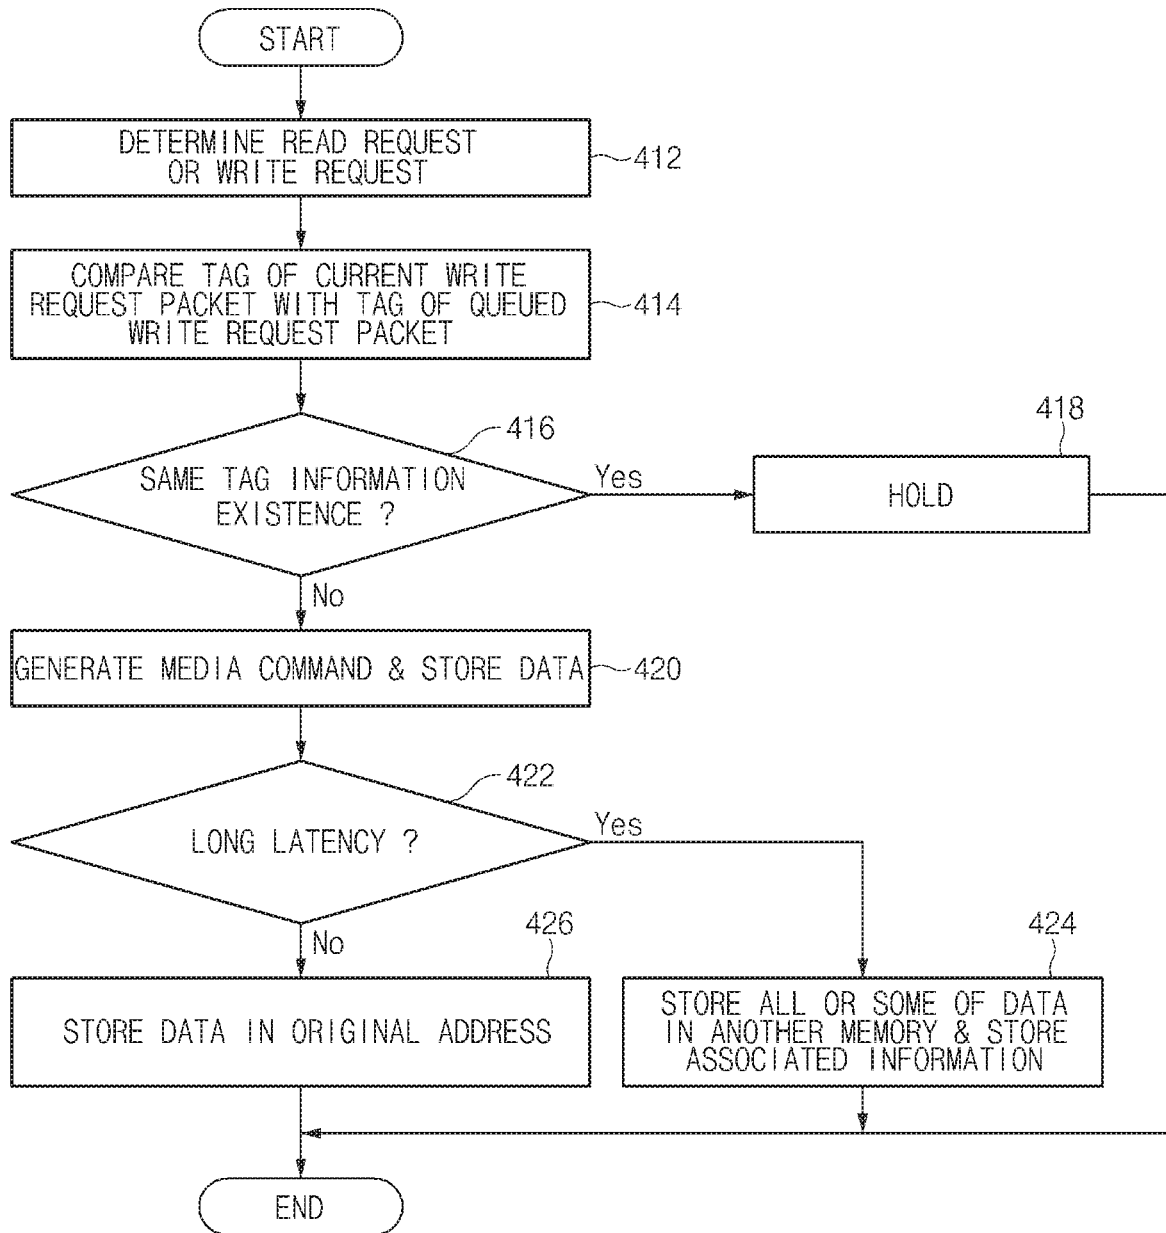 START
DETERMINE READ REQUEST
OR WRITE REQUEST
412
COMPARE TAG OF CURRENT WRITE
REQUEST PACKET WITH TAG OF QUEUED
WRITE REQUEST PACKET
414
416
SAME TAG INFORMATION
EXISTENCE ?
Yes
418
HOLD
No
GENERATE MEDIA COMMAND & STORE DATA
420
422
LONG LATENCY ?
Yes
No
426
STORE DATA IN ORIGINAL ADDRESS
424
STORE ALL OR SOME OF DATA
IN ANOTHER MEMORY & STORE
ASSOCIATED INFORMATION
END